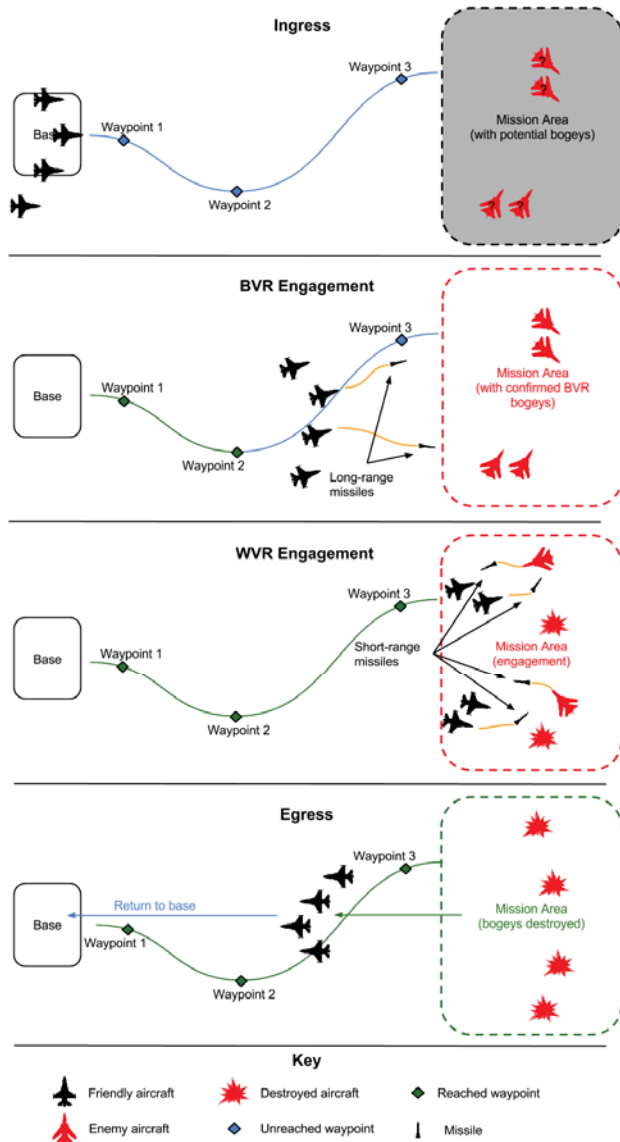 Ingress
Waypoint 3
Base
Waypoint 1
Mission Area
(with potential bogeys)
?
?
? ?
Waypoint 2
BVR Engagement
Waypoint 3
Base
Waypoint 1
Mission Area
(with confirmed BVR
bogeys)
Waypoint 2
Long-range
missiles
WVR Engagement
Waypoint 3
Base
Waypoint 1
Short-range
missiles
Mission Area
(engagement)
Waypoint 2
Egress
Waypoint 3
Base
Return to base
Mission Area
(bogeys destroyed)
Waypoint 1
Waypoint 2
Key
Friendly aircraft
Destroyed aircraft
Reached waypoint
Enemy aircraft
Unreached waypoint
Missile